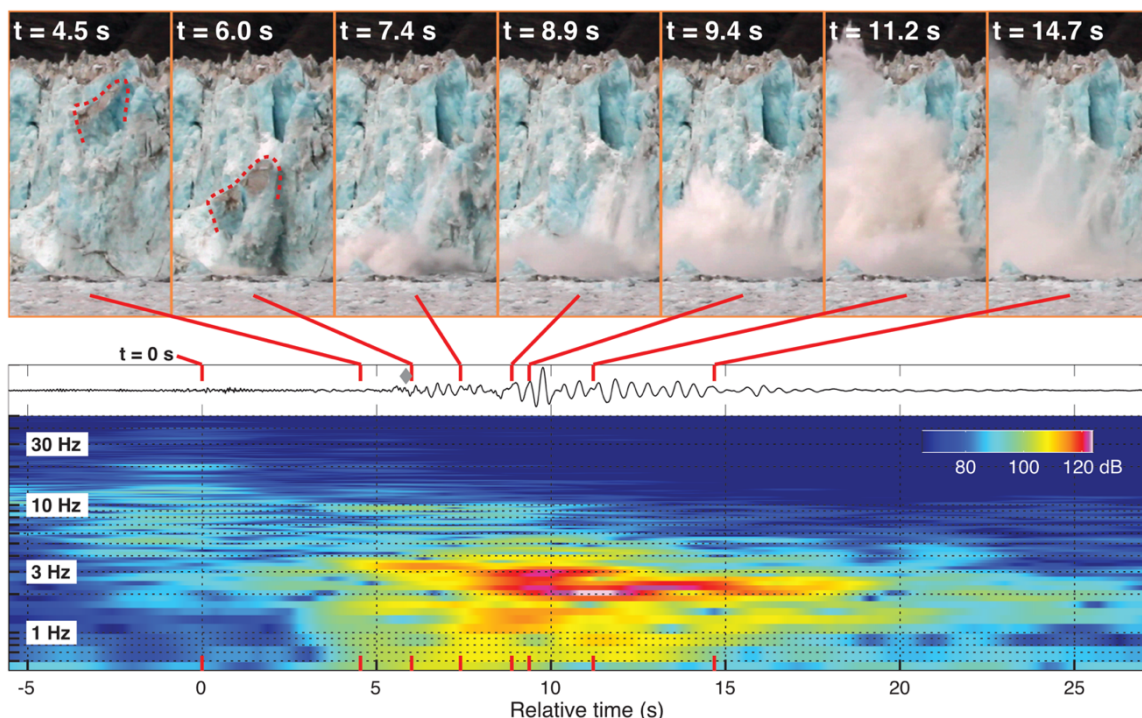 t = 4.5 s t = 6.0 s t = 7.4 s t = 8.9 s t = 9.4 s t = 11.2 s t = 14.7 s
t = 0 s
30 Hz
80 100 120 dB
10 Hz
3 Hz
1 Hz
-5 0 5 10 15 20 25
Relative time (s)